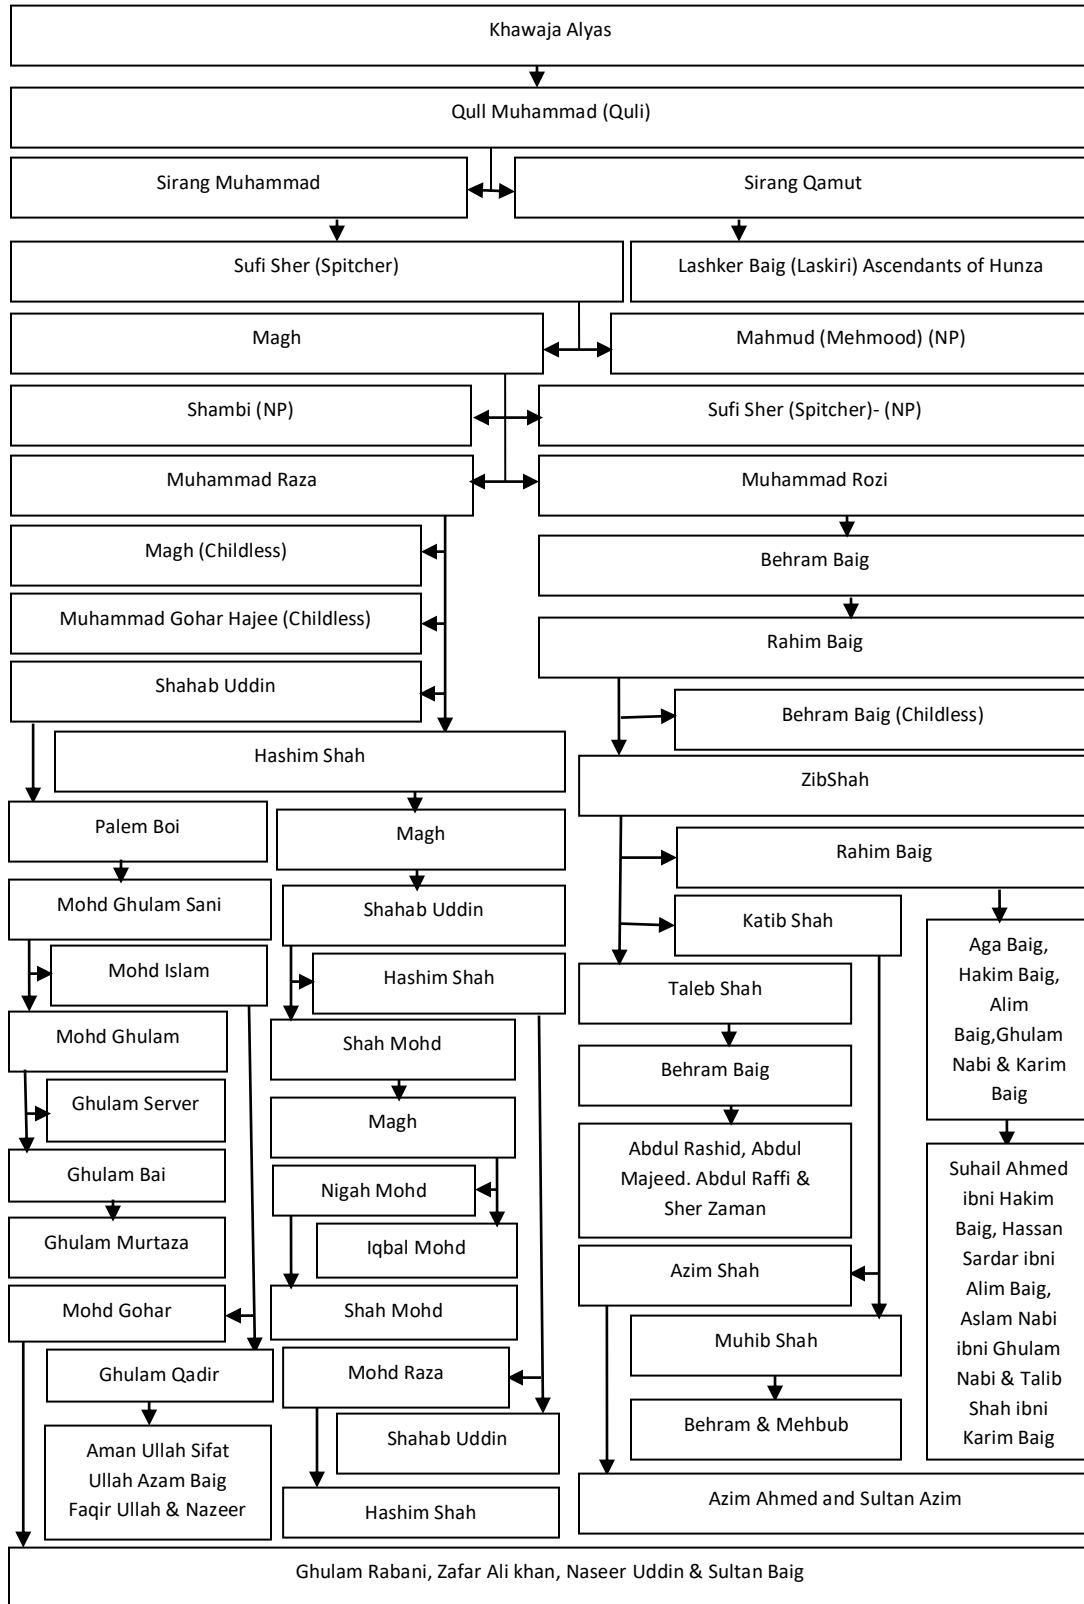 Khawaja Alyas
Qull Muhammad (Quli)
Sirang Muhammad
Sirang Qamut
Sufi Sher (Spitcher)
Lashker Baig (Laskiri) Ascendants of Hunza
Magh
Mahmud (Mehmood) (NP)
Shambi (NP)
Sufi Sher (Spitcher)- (NP)
Muhammad Raza
Muhammad Rozi
Magh (Childless)
Behram Baig
Muhammad Gohar Hajee (Childless)
Rahim Baig
Shahab Uddin
Behram Baig (Childless)
Hashim Shah
ZibShah
Palem Boi
Magh
Rahim Baig
Mohd Ghulam Sani
Shahab Uddin
Katib Shah
Aga Baig,
Hakim Baig,
Alim
Baig,Ghulam
Nabi & Karim
Baig
Mohd Islam
Hashim Shah
Taleb Shah
Mohd Ghulam
Shah Mohd
Behram Baig
Ghulam Server
Magh
Abdul Rashid, Abdul
Majeed. Abdul Raffi &
Sher Zaman
Suhail Ahmed
ibni Hakim
Baig, Hassan
Sardar ibni
Alim Baig,
Aslam Nabi
ibni Ghulam
Nabi & Talib
Shah ibni
Karim Baig
Ghulam Bai
Nigah Mohd
Ghulam Murtaza
Iqbal Mohd
Azim Shah
Mohd Gohar
Shah Mohd
Muhib Shah
Ghulam Qadir
Mohd Raza
Behram & Mehbub
Aman Ullah Sifat
Ullah Azam Baig
Faqir Ullah & Nazeer
Shahab Uddin
Hashim Shah
Azim Ahmed and Sultan Azim
Ghulam Rabani, Zafar Ali khan, Naseer Uddin & Sultan Baig